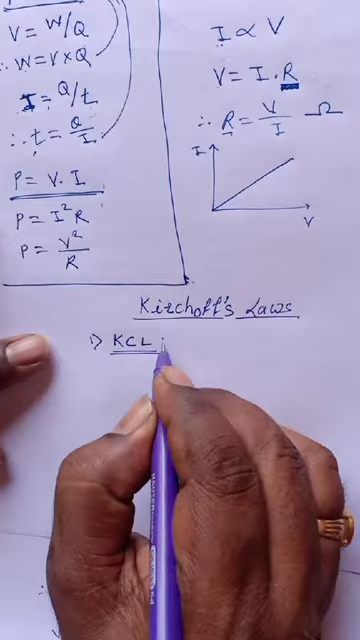 V = W/Q
∴ W = V × Q
I = Q/t
∴ t = Q/I
P = V. I
P = I²R
P = V²/R
I ∝ V
V = I . R
∴ R = V/I Ω
I
V
Kirchoff's Laws
1) KCL :